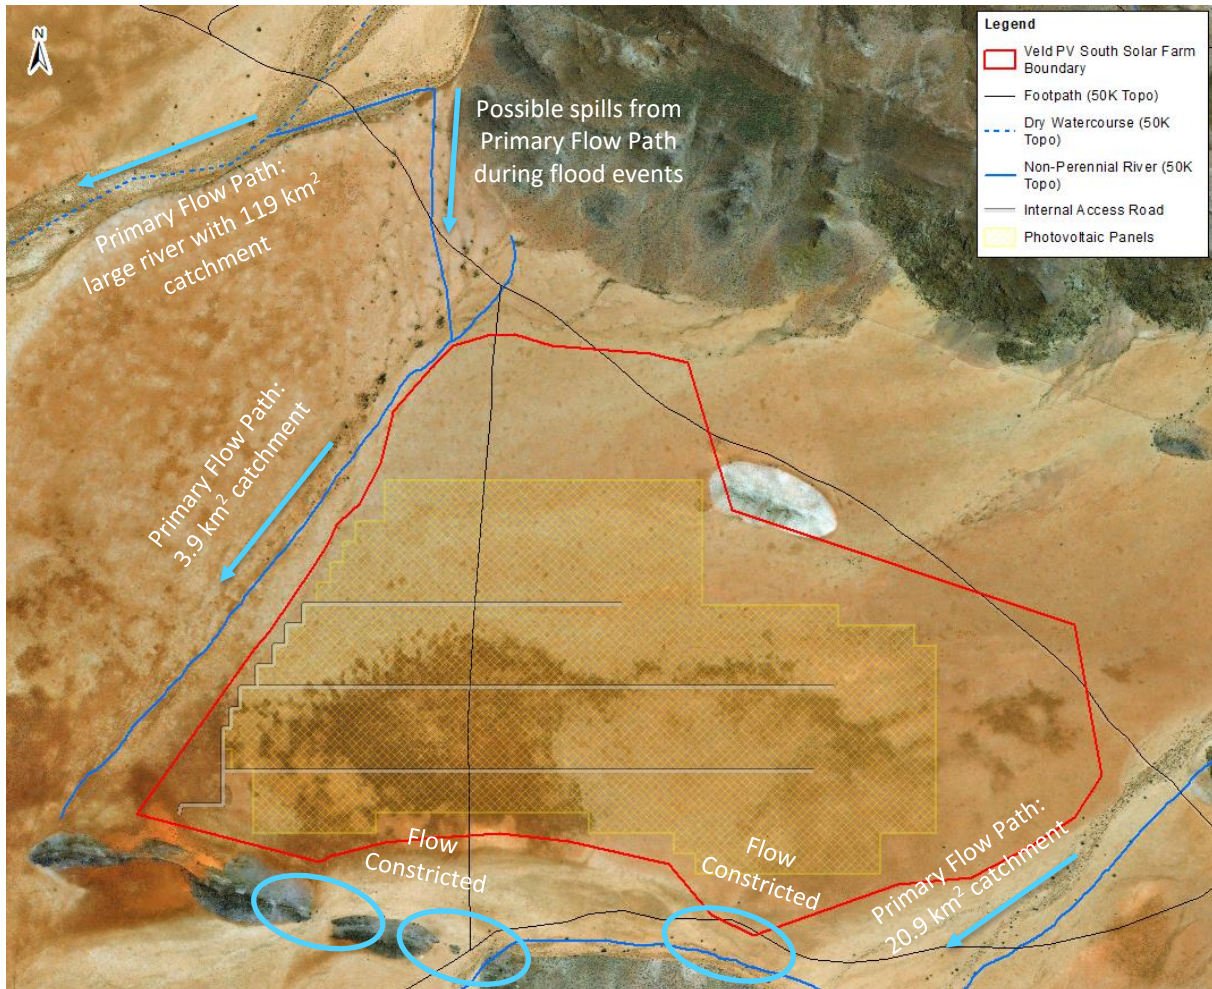 N
Legend
Veld PV South Solar Farm
Boundary
Footpath (50K Topo)
Dry Watercourse (50K
Topo)
Non-Perennial River (50K
Topo)
Internal Access Road
Photovoltaic Panels
Possible spills from
Primary Flow Path
during flood events
Primary Flow Path:
large river with 119 km²
catchment
Primary Flow Path:
3.9 km² catchment
Flow
Constricted
Flow
Constricted
Primary Flow Path:
20.9 km² catchment